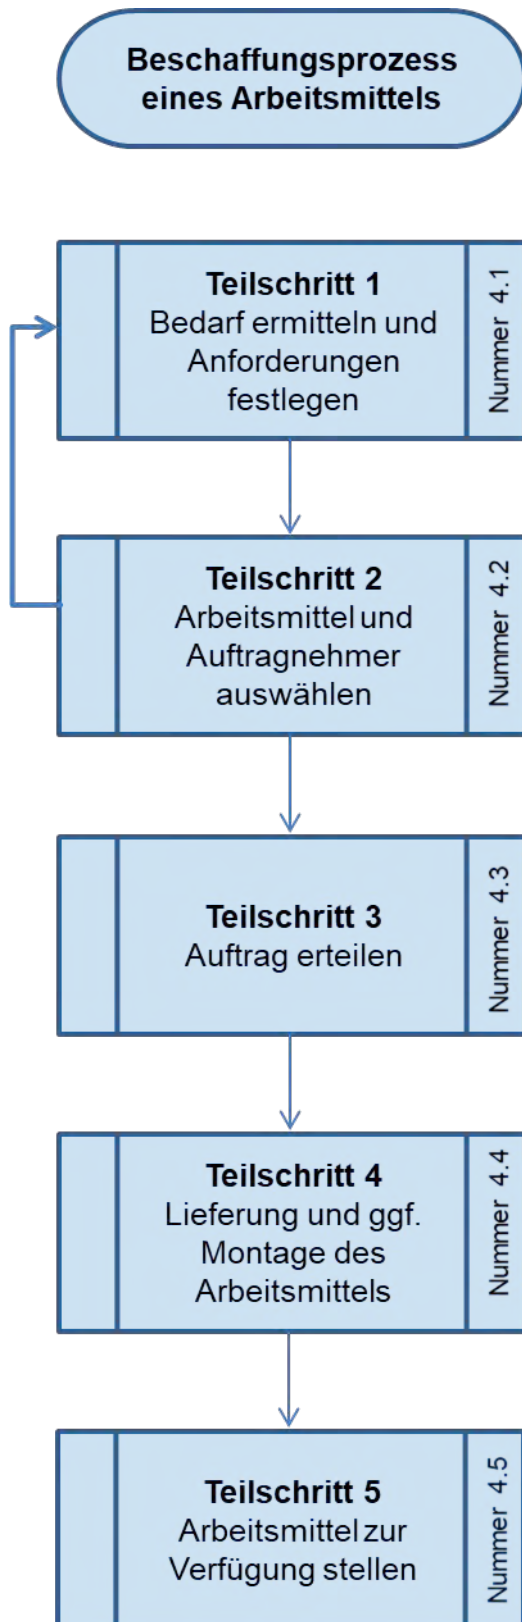 Beschaffungsprozess
eines Arbeitsmittels
Teilschritt 1
Bedarf ermitteln und
Anforderungen
festlegen
Nummer 4.1
Teilschritt 2
Arbeitsmittel und
Auftragnehmer
auswählen
Nummer 4.2
Teilschritt 3
Auftrag erteilen
Nummer 4.3
Teilschritt 4
Lieferung und ggf.
Montage des
Arbeitsmittels
Nummer 4.4
Teilschritt 5
Arbeitsmittel zur
Verfügung stellen
Nummer 4.5